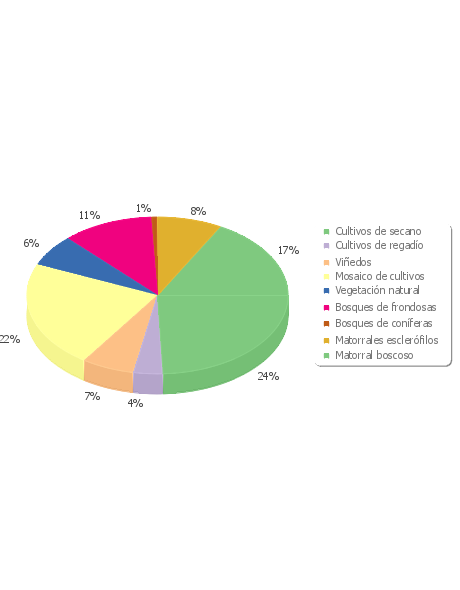 1%
8%
11%
17%
6%
22%
24%
7%
4%
Cultivos de secano
Cultivos de regadío
Viñedos
Mosaico de cultivos
Vegetación natural
Bosques de frondosas
Bosques de coníferas
Matorrales esclerófilos
Matorral boscoso